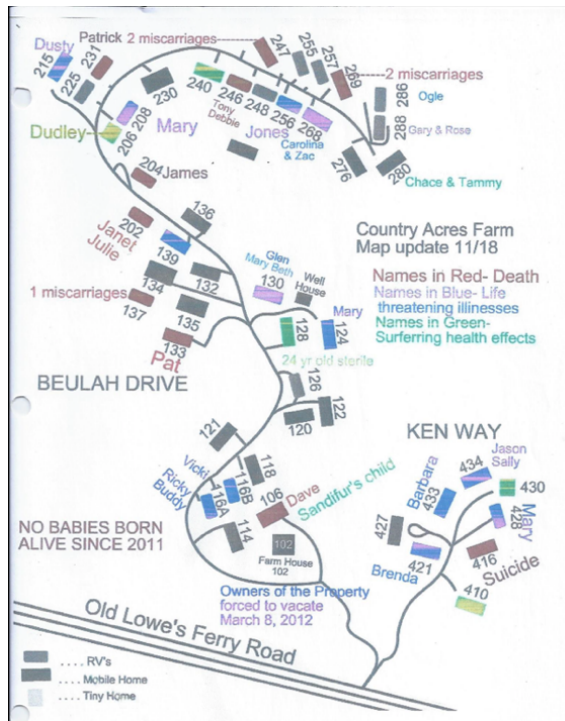 Dusty
Patrick
2 miscarriages
215
225
231
230
247
255
257
269
2 miscarriages
286
Ogle
240
246
248
256
268
Tony
Debbie
Jones
Carolina
& Zac
288
Gary & Rose
276
280
Chace & Tammy
Dudley
206
208
Mary
204
James
202
Janet
Julie
136
139
134
132
1 miscarriages
137
135
133
Pat
Glen
Mary Beth
130
Well
House
128
Mary
124
24 yr old sterile
Country Acres Farm
Map update 11/18
Names in Red- Death
Names in Blue- Life
threatening illnesses
Names in Green-
Surferring health effects
BEULAH DRIVE
126
120
122
121
118
Vicki
Ricky
Buddy
116A
116B
114
106
Dave
Sandifur's child
102
Farm House
102
NO BABIES BORN
ALIVE SINCE 2011
Owners of the Property
forced to vacate
March 8, 2012
KEN WAY
Jason
Sally
434
430
Barbara
433
428
Mary
427
421
Brenda
416
Suicide
410
Old Lowe's Ferry Road
.... RV's
.... Mobile Home
.... Tiny Home